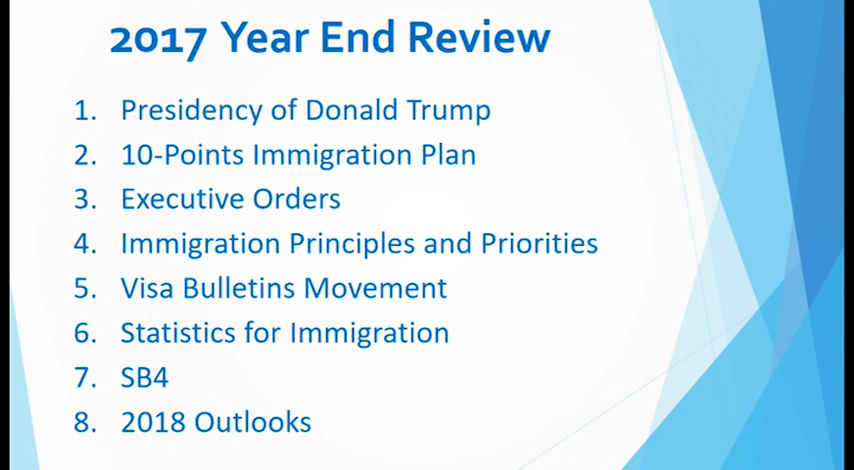 2017 Year End Review
1. Presidency of Donald Trump
2. 10-Points Immigration Plan
3. Executive Orders
4. Immigration Principles and Priorities
5. Visa Bulletins Movement
6. Statistics for Immigration
7. SB4
8. 2018 Outlooks